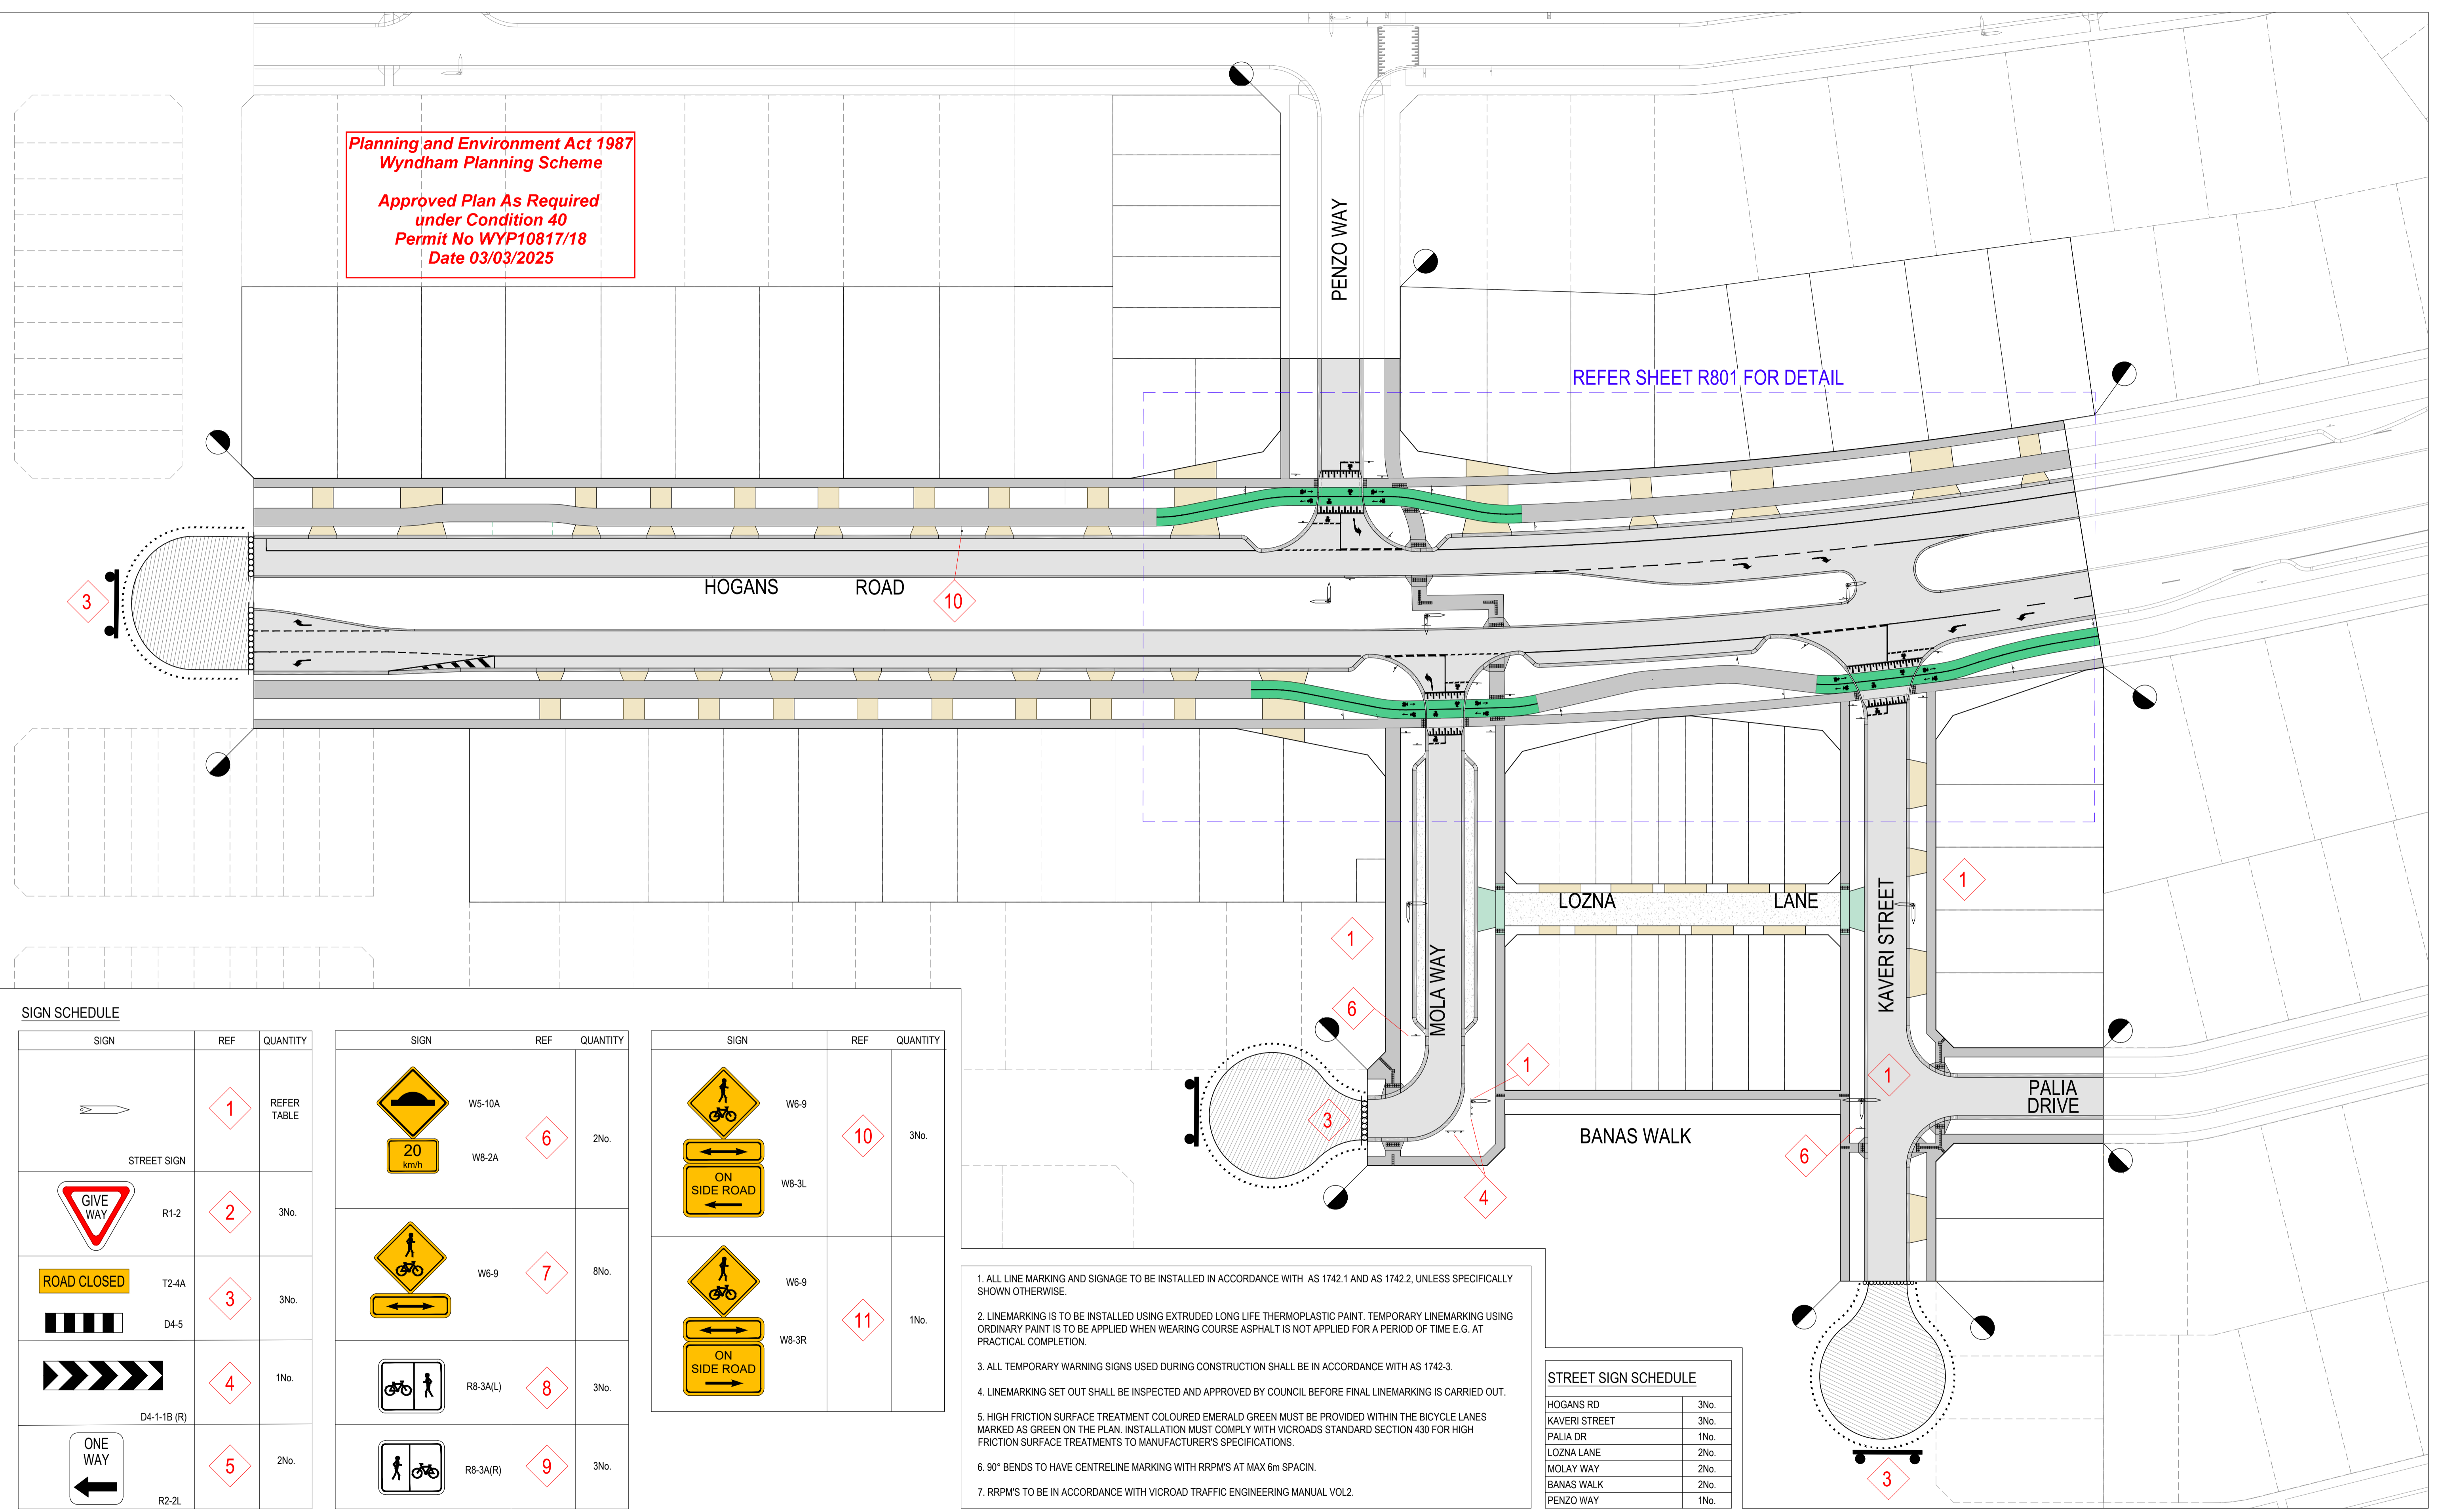 Planning and Environment Act 1987
Wyndham Planning Scheme
Approved Plan As Required
under Condition 40
Permit No WYP10817/18
Date 03/03/2025
PENZO WAY
REFER SHEET R801 FOR DETAIL
3
HOGANS ROAD
10
LOZNA LANE
1
KAVERI STREET
1
MOLA WAY
6
1
1
3
PALIA
DRIVE
BANAS WALK
6
4
3
SIGN SCHEDULE
SIGN REF QUANTITY
STREET SIGN 1 REFER
TABLE
GIVE
WAY R1-2 2 3No.
ROAD CLOSED T2-4A
D4-5 3 3No.
D4-1-1B (R) 4 1No.
ONE
WAY R2-2L 5 2No.
SIGN REF QUANTITY
W5-10A
20
km/h W8-2A 6 2No.
W6-9 7 8No.
R8-3A(L) 8 3No.
R8-3A(R) 9 3No.
SIGN REF QUANTITY
W6-9 10 3No.
ON
SIDE ROAD W8-3L
W6-9 11 1No.
W8-3R
ON
SIDE ROAD
1. ALL LINE MARKING AND SIGNAGE TO BE INSTALLED IN ACCORDANCE WITH AS 1742.1 AND AS 1742.2, UNLESS SPECIFICALLY
SHOWN OTHERWISE.
2. LINEMARKING IS TO BE INSTALLED USING EXTRUDED LONG LIFE THERMOPLASTIC PAINT. TEMPORARY LINEMARKING USING
ORDINARY PAINT IS TO BE APPLIED WHEN WEARING COURSE ASPHALT IS NOT APPLIED FOR A PERIOD OF TIME E.G. AT
PRACTICAL COMPLETION.
3. ALL TEMPORARY WARNING SIGNS USED DURING CONSTRUCTION SHALL BE IN ACCORDANCE WITH AS 1742-3.
4. LINEMARKING SET OUT SHALL BE INSPECTED AND APPROVED BY COUNCIL BEFORE FINAL LINEMARKING IS CARRIED OUT.
5. HIGH FRICTION SURFACE TREATMENT COLOURED EMERALD GREEN MUST BE PROVIDED WITHIN THE BICYCLE LANES
MARKED AS GREEN ON THE PLAN. INSTALLATION MUST COMPLY WITH VICROADS STANDARD SECTION 430 FOR HIGH
FRICTION SURFACE TREATMENTS TO MANUFACTURER'S SPECIFICATIONS.
6. 90° BENDS TO HAVE CENTRELINE MARKING WITH RRPM'S AT MAX 6m SPACIN.
7. RRPM'S TO BE IN ACCORDANCE WITH VICROAD TRAFFIC ENGINEERING MANUAL VOL2.
STREET SIGN SCHEDULE
HOGANS RD 3No.
KAVERI STREET 3No.
PALIA DR 1No.
LOZNA LANE 2No.
MOLAY WAY 2No.
BANAS WALK 2No.
PENZO WAY 1No.